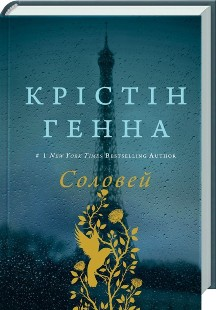 КРІСТІН
ГЕННА
# 1 NEW YORK TIMES BESTSELLING AUTHOR
Соловей